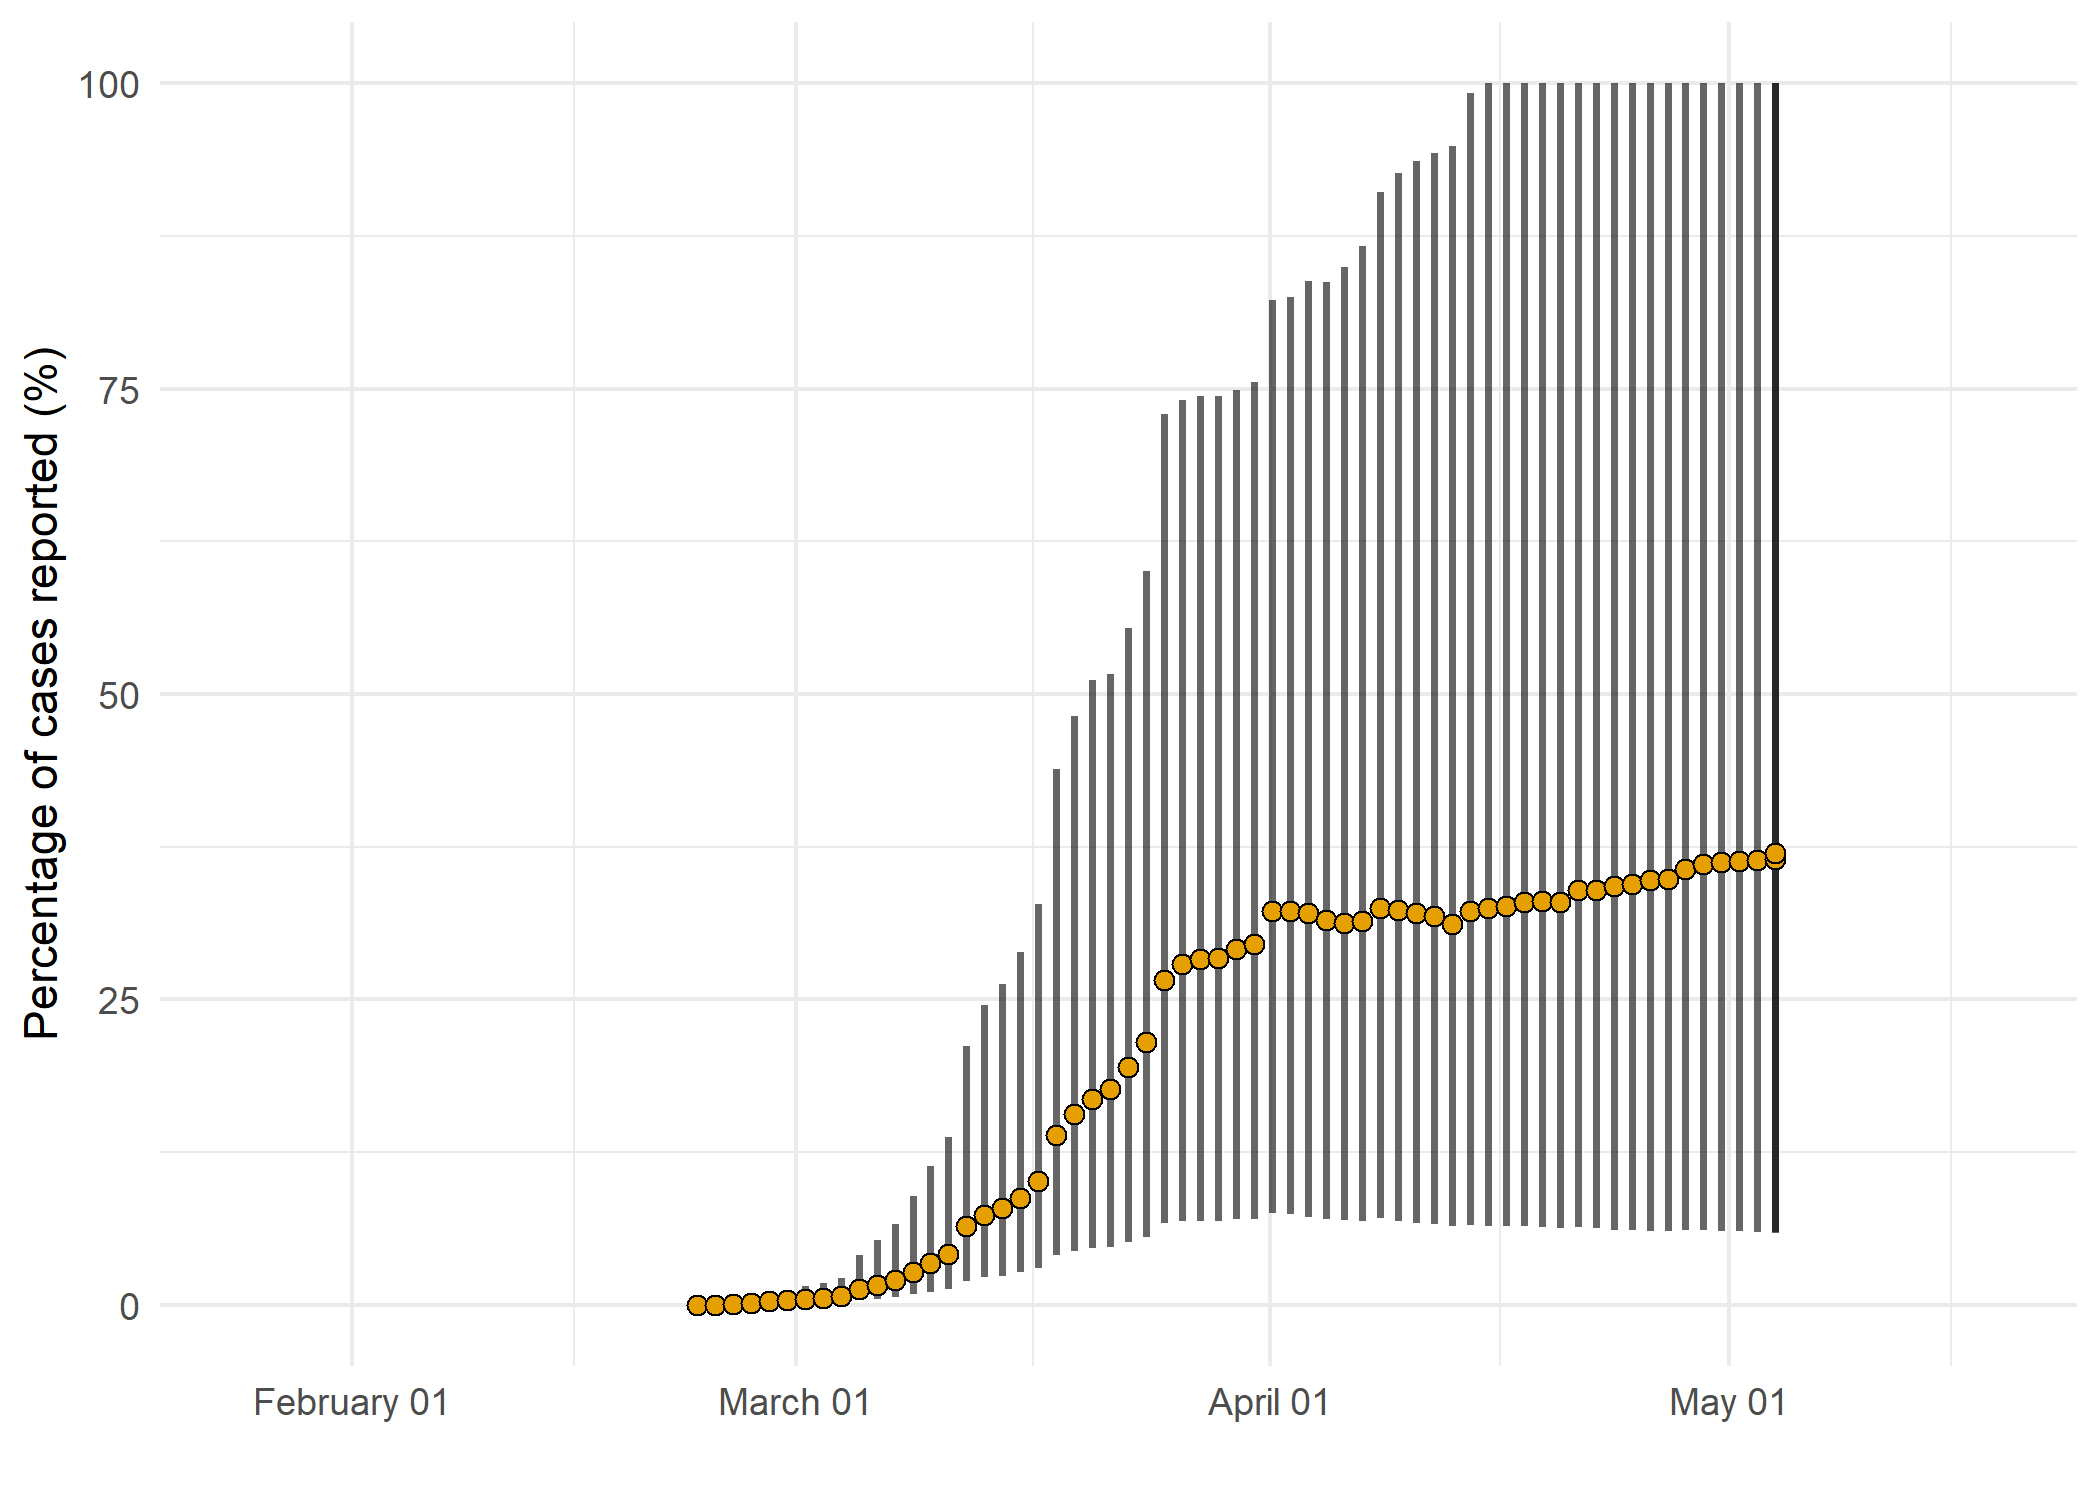 Percentage of cases reported (%)
100
75
50
25
0
February 01
March 01
April 01
May 01